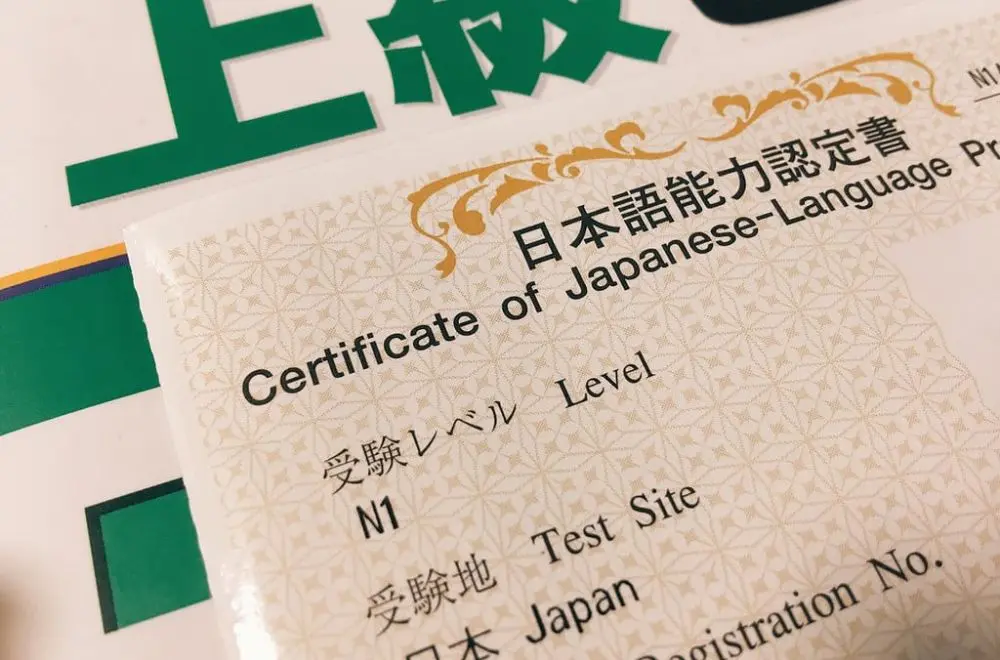 上級
N1
日本語能力認定書
Certificate of Japanese-Language
受験レベル Level
N1
受験地 Test Site
日本 Japan
Registration No.